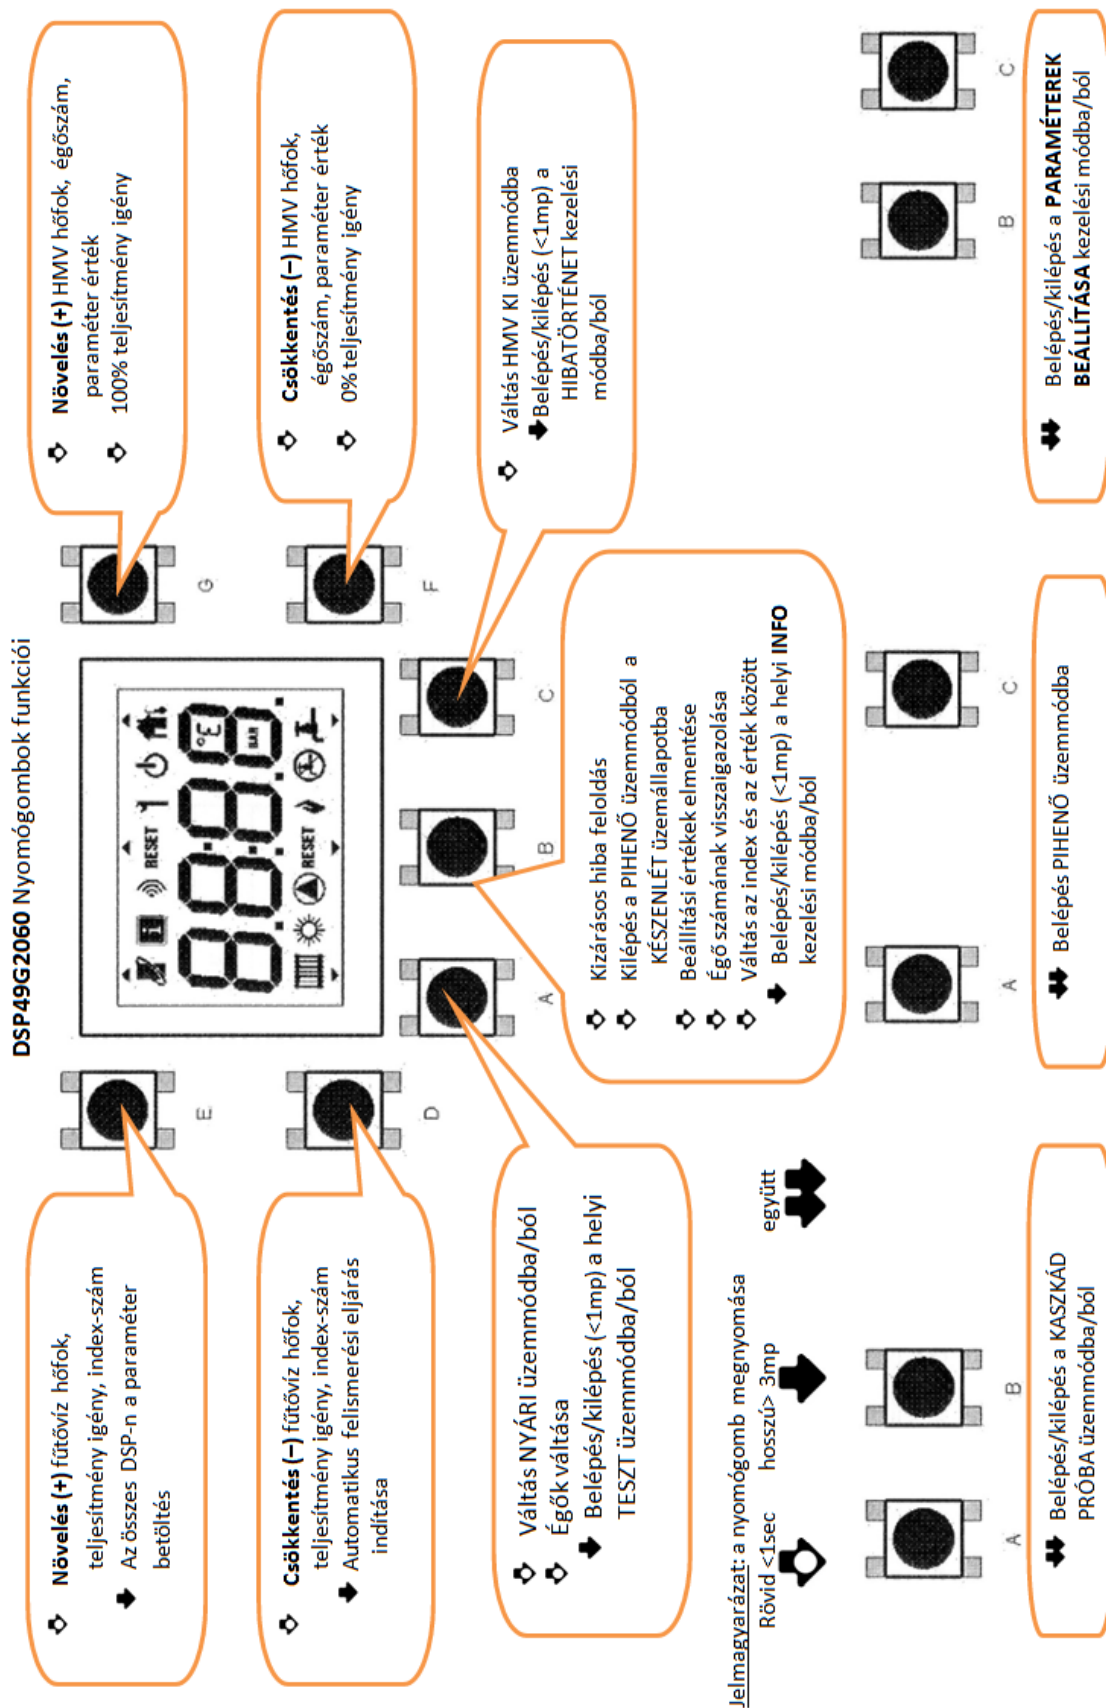 DSP49G2060 Nyomógombok funkciói
Növelés (+) fűtővíz hőfok,
teljesítmény igény, index-szám
Az összes DSP-n a paraméter
betöltés
Csökkentés (–) fűtővíz hőfok,
teljesítmény igény, index-szám
Automatikus felismerési eljárás
indítása
E
D
RESET
°C
BAR
RESET
G
F
Növelés (+) HMV hőfok, égőszám,
paraméter érték
100% teljesítmény igény
Csökkentés (–) HMV hőfok,
égőszám, paraméter érték
0% teljesítmény igény
A
B
C
Váltás NYÁRI üzemmódba/ból
Égők váltása
Belépés/kilépés (<1mp) a helyi
TESZT üzemmódba/ból
Kizárásos hiba feloldás
Kilépés a PIHENŐ üzemmódból a
KÉSZENLÉT üzemállapotba
Beállítási értékek elmentése
Égő számának visszaigazolása
Váltás az index és az érték között
Belépés/kilépés (<1mp) a helyi INFO
kezelési módba/ból
Váltás HMV KI üzemmódba
Belépés/kilépés (<1mp) a
HIBATÖRTÉNET kezelési
módba/ból
Jelmagyarázat: a nyomógomb megnyomása
Rövid <1sec hosszú> 3mp együtt
A
B
A
C
B
C
Belépés/kilépés a KASZKÁD
PRÓBA üzemmódba/ból
Belépés PIHENŐ üzemmódba
Belépés/kilépés a PARAMÉTEREK
BEÁLLÍTÁSA kezelési módba/ból